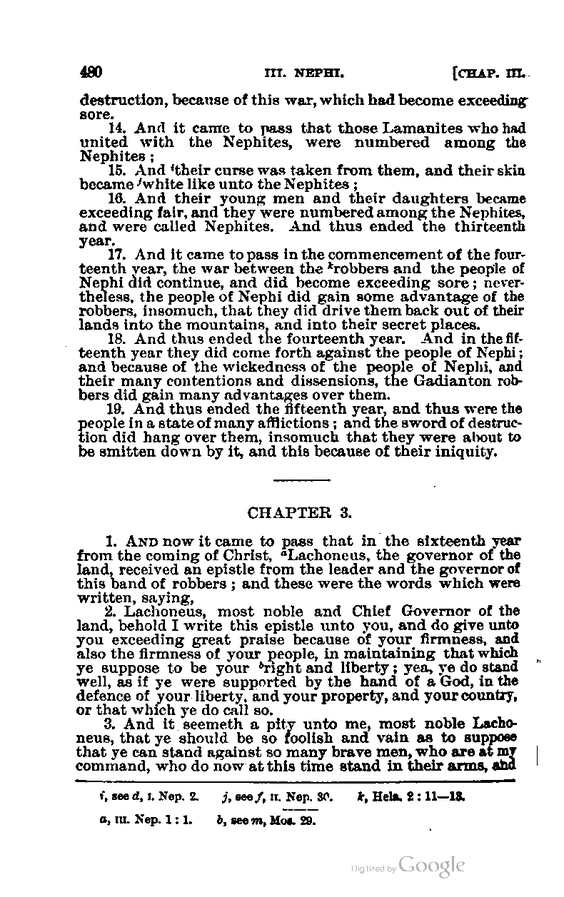 480 III. NEPHI. [CHAP. III.
destruction, because of this war, which had become exceeding
sore.
14. And it came to pass that those Lamanites who had
united with the Nephites, were numbered among the
Nephites;
15. And itheir curse was taken from them, and their skin
became jwhite like unto the Nephites;
16. And their young men and their daughters became
exceeding fair, and they were numbered among the Nephites,
and were called Nephites. And thus ended the thirteenth
year.
17. And it came to pass in the commencement of the four-
teenth year, the war between the krobbers and the people of
Nephi did continue, and did become exceeding sore; never-
theless, the people of Nephi did gain some advantage of the
robbers, insomuch, that they did drive them back out of their
lands into the mountains, and into their secret places.
18. And thus ended the fourteenth year. And in the fif-
teenth year they did come forth against the people of Nephi;
and because of the wickedness of the people of Nephi, and
their many contentions and dissensions, the Gadianton rob-
bers did gain many advantages over them.
19. And thus ended the fifteenth year, and thus were the
people in a state of many afflictions; and the sword of destruc-
tion did hang over them, insomuch that they were about to
be smitten down by it, and this because of their iniquity.
CHAPTER 3.
1. AND now it came to pass that in the sixteenth year
from the coming of Christ, aLachoneus, the governor of the
land, received an epistle from the leader and the governor of
this band of robbers; and these were the words which were
written, saying,
2. Lachoneus, most noble and Chief Governor of the
land, behold I write this epistle unto you, and do give unto
you exceeding great praise because of your firmness, and
also the firmness of your people, in maintaining that which
ye suppose to be your bright and liberty; yea, ye do stand
well, as if ye were supported by the hand of a God, in the
defence of your liberty, and your property, and your country,
or that which ye do call so.
3. And it seemeth a pity unto me, most noble Lacho-
neus, that ye should be so foolish and vain as to suppose
that ye can stand against so many brave men, who are at my
command, who do now at this time stand in their arms, and
i, see d, I. Nep. 2. j, see f, II. Nep. 30. k, Hela. 2:11—13.
a, III. Nep. 1:1. b, see m, Mos. 29.
Digitized by Google